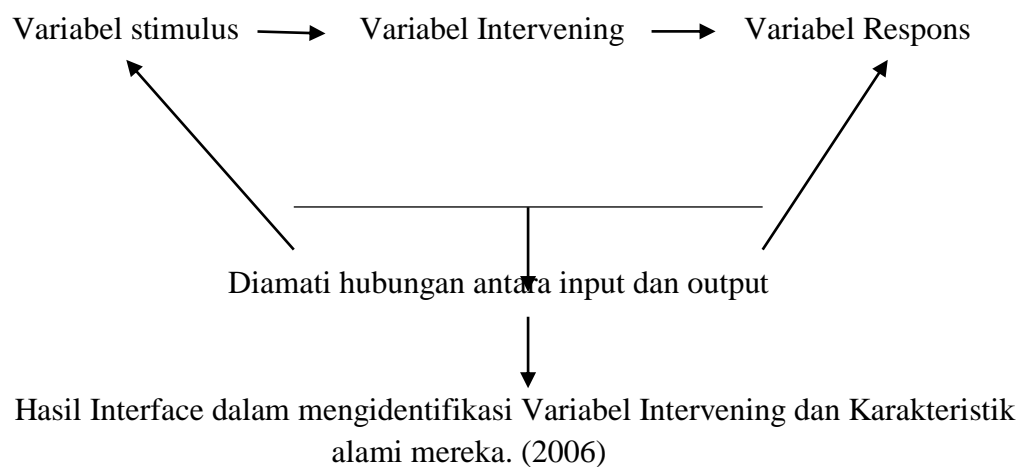 Variabel stimulus Variabel Intervening Variabel Respons
Diamati hubungan antara input dan output
Hasil Interface dalam mengidentifikasi Variabel Intervening dan Karakteristik
alami mereka. (2006)